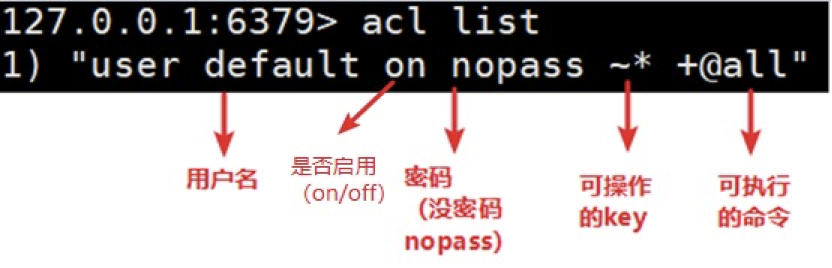 127.0.0.1:6379> acl list
1) "user default on nopass ~* +@all"
用户名
是否启用
（on/off）
密码
（没密码
nopass）
可操作
的key
可执行
的命令